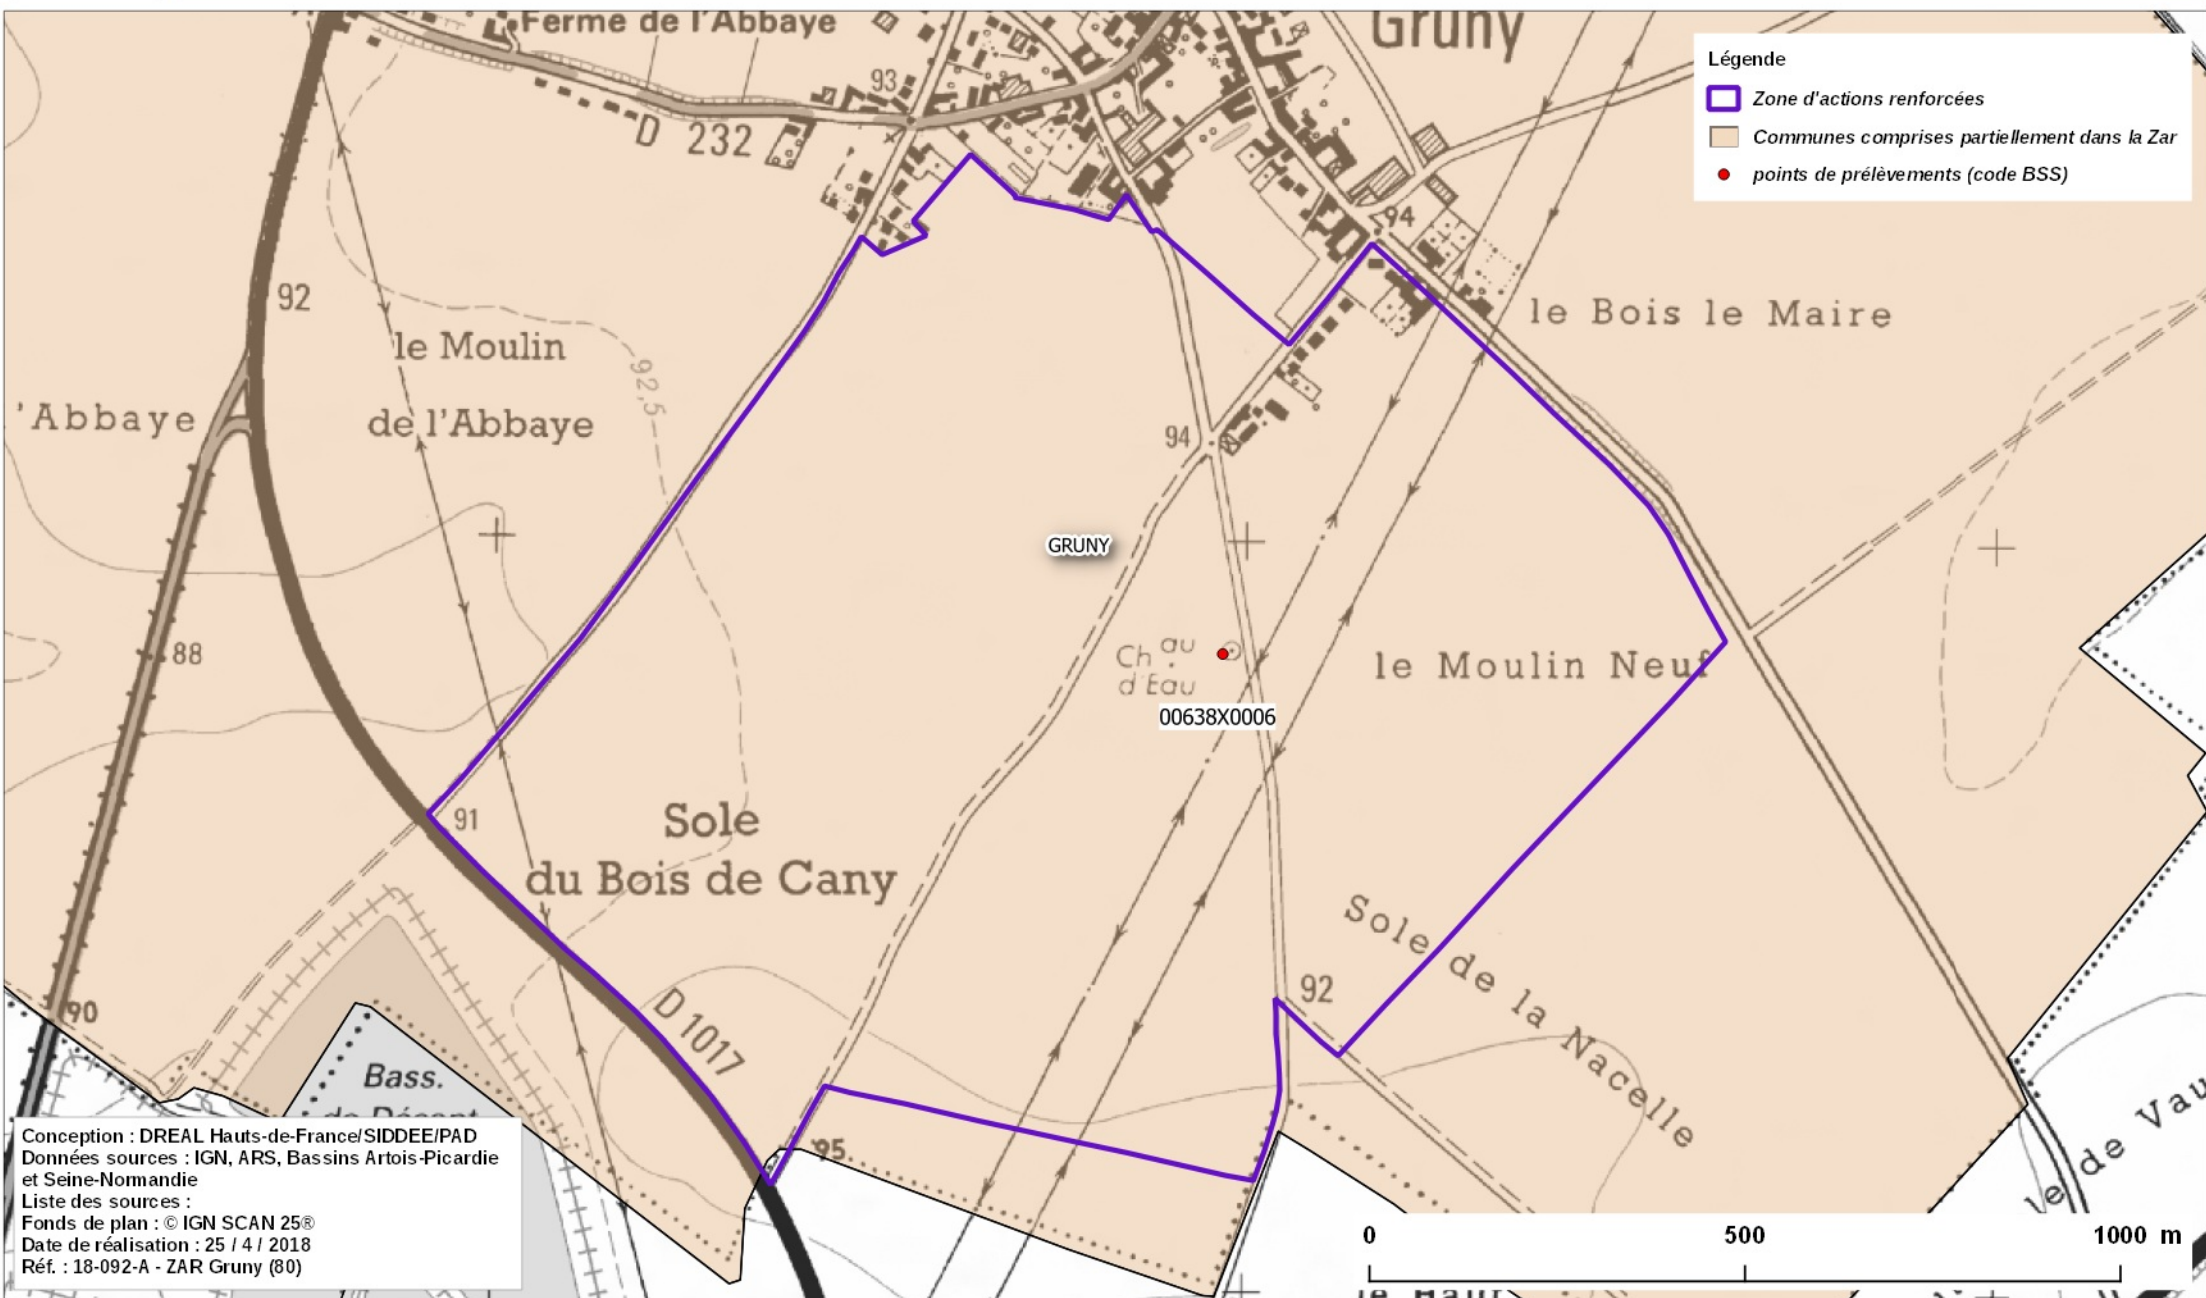 Ferme de l'Abbaye
Gruny
Légende
Zone d'actions renforcées
Communes comprises partiellement dans la Zar
points de prélèvements (code BSS)
93
D 232
94
92
le Bois le Maire
le Moulin
de l'Abbaye
92,5
'Abbaye
94
GRUNY
88
Ch au
d'Eau
le Moulin Neuf
00638X0006
91
Sole
du Bois de Cany
Sole de la Nacelle
92
90
D 1017
Bass.
95
le de Vau
Conception : DREAL Hauts-de-France/SIDDEE/PAD
Données sources : IGN, ARS, Bassins Artois-Picardie
et Seine-Normandie
Liste des sources :
Fonds de plan : © IGN SCAN 25®
Date de réalisation : 25 / 4 / 2018
Réf. : 18-092-A - ZAR Gruny (80)
0 500 1000 m